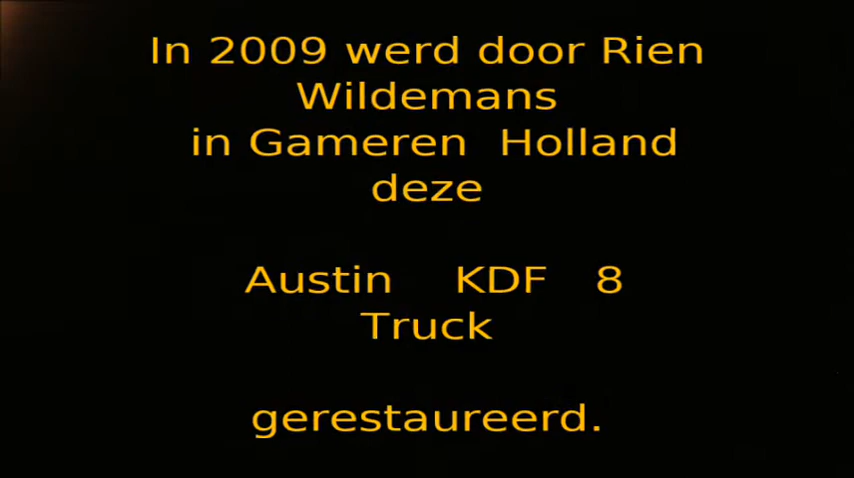 In 2009 werd door Rien
Wildemans
in Gameren Holland
deze
Austin KDF 8
Truck
gerestaureerd.